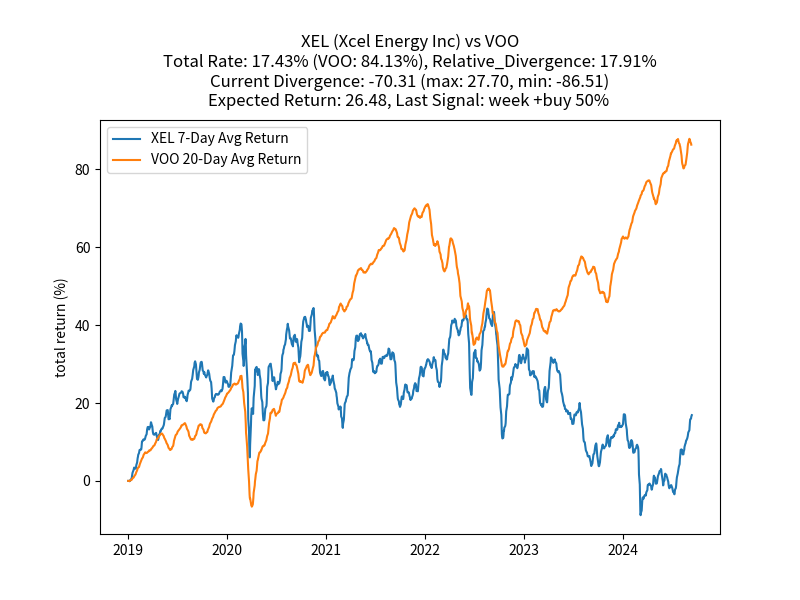 XEL (Xcel Energy Inc) vs VOO
Total Rate: 17.43% (VOO: 84.13%), Relative_Divergence: 17.91%
Current Divergence: -70.31 (max: 27.70, min: -86.51)
Expected Return: 26.48, Last Signal: week +buy 50%
XEL 7-Day Avg Return
VOO 20-Day Avg Return
total return (%)
80
60
40
20
0
2019 2020 2021 2022 2023 2024